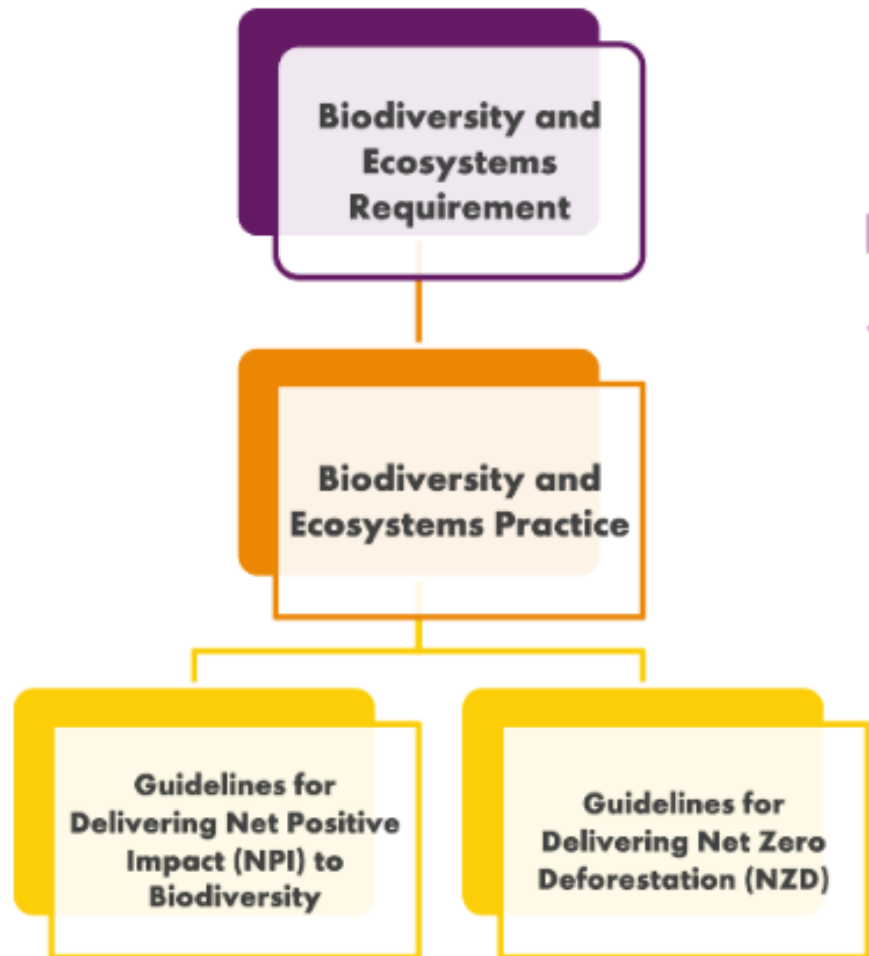 Biodiversity and
Ecosystems
Requirement
Biodiversity and
Ecosystems Practice
Guidelines for
Delivering Net Positive
Impact (NPI) to
Biodiversity
Guidelines for
Delivering Net Zero
Deforestation (NZD)